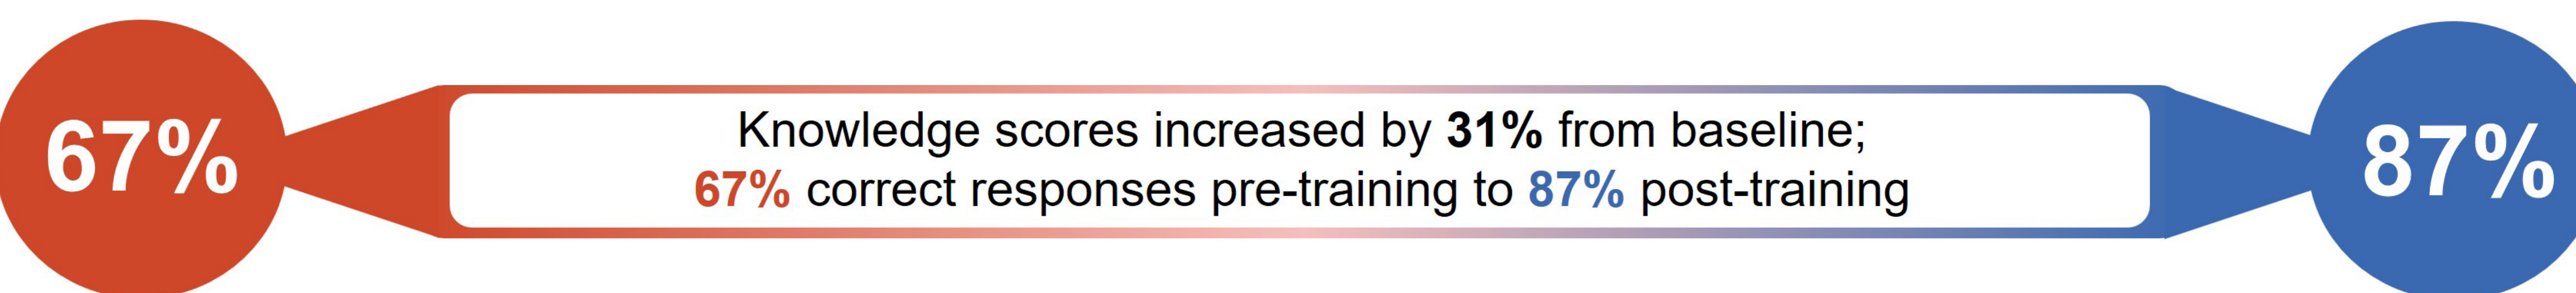 67%
Knowledge scores increased by 31% from baseline;
67% correct responses pre-training to 87% post-training
87%